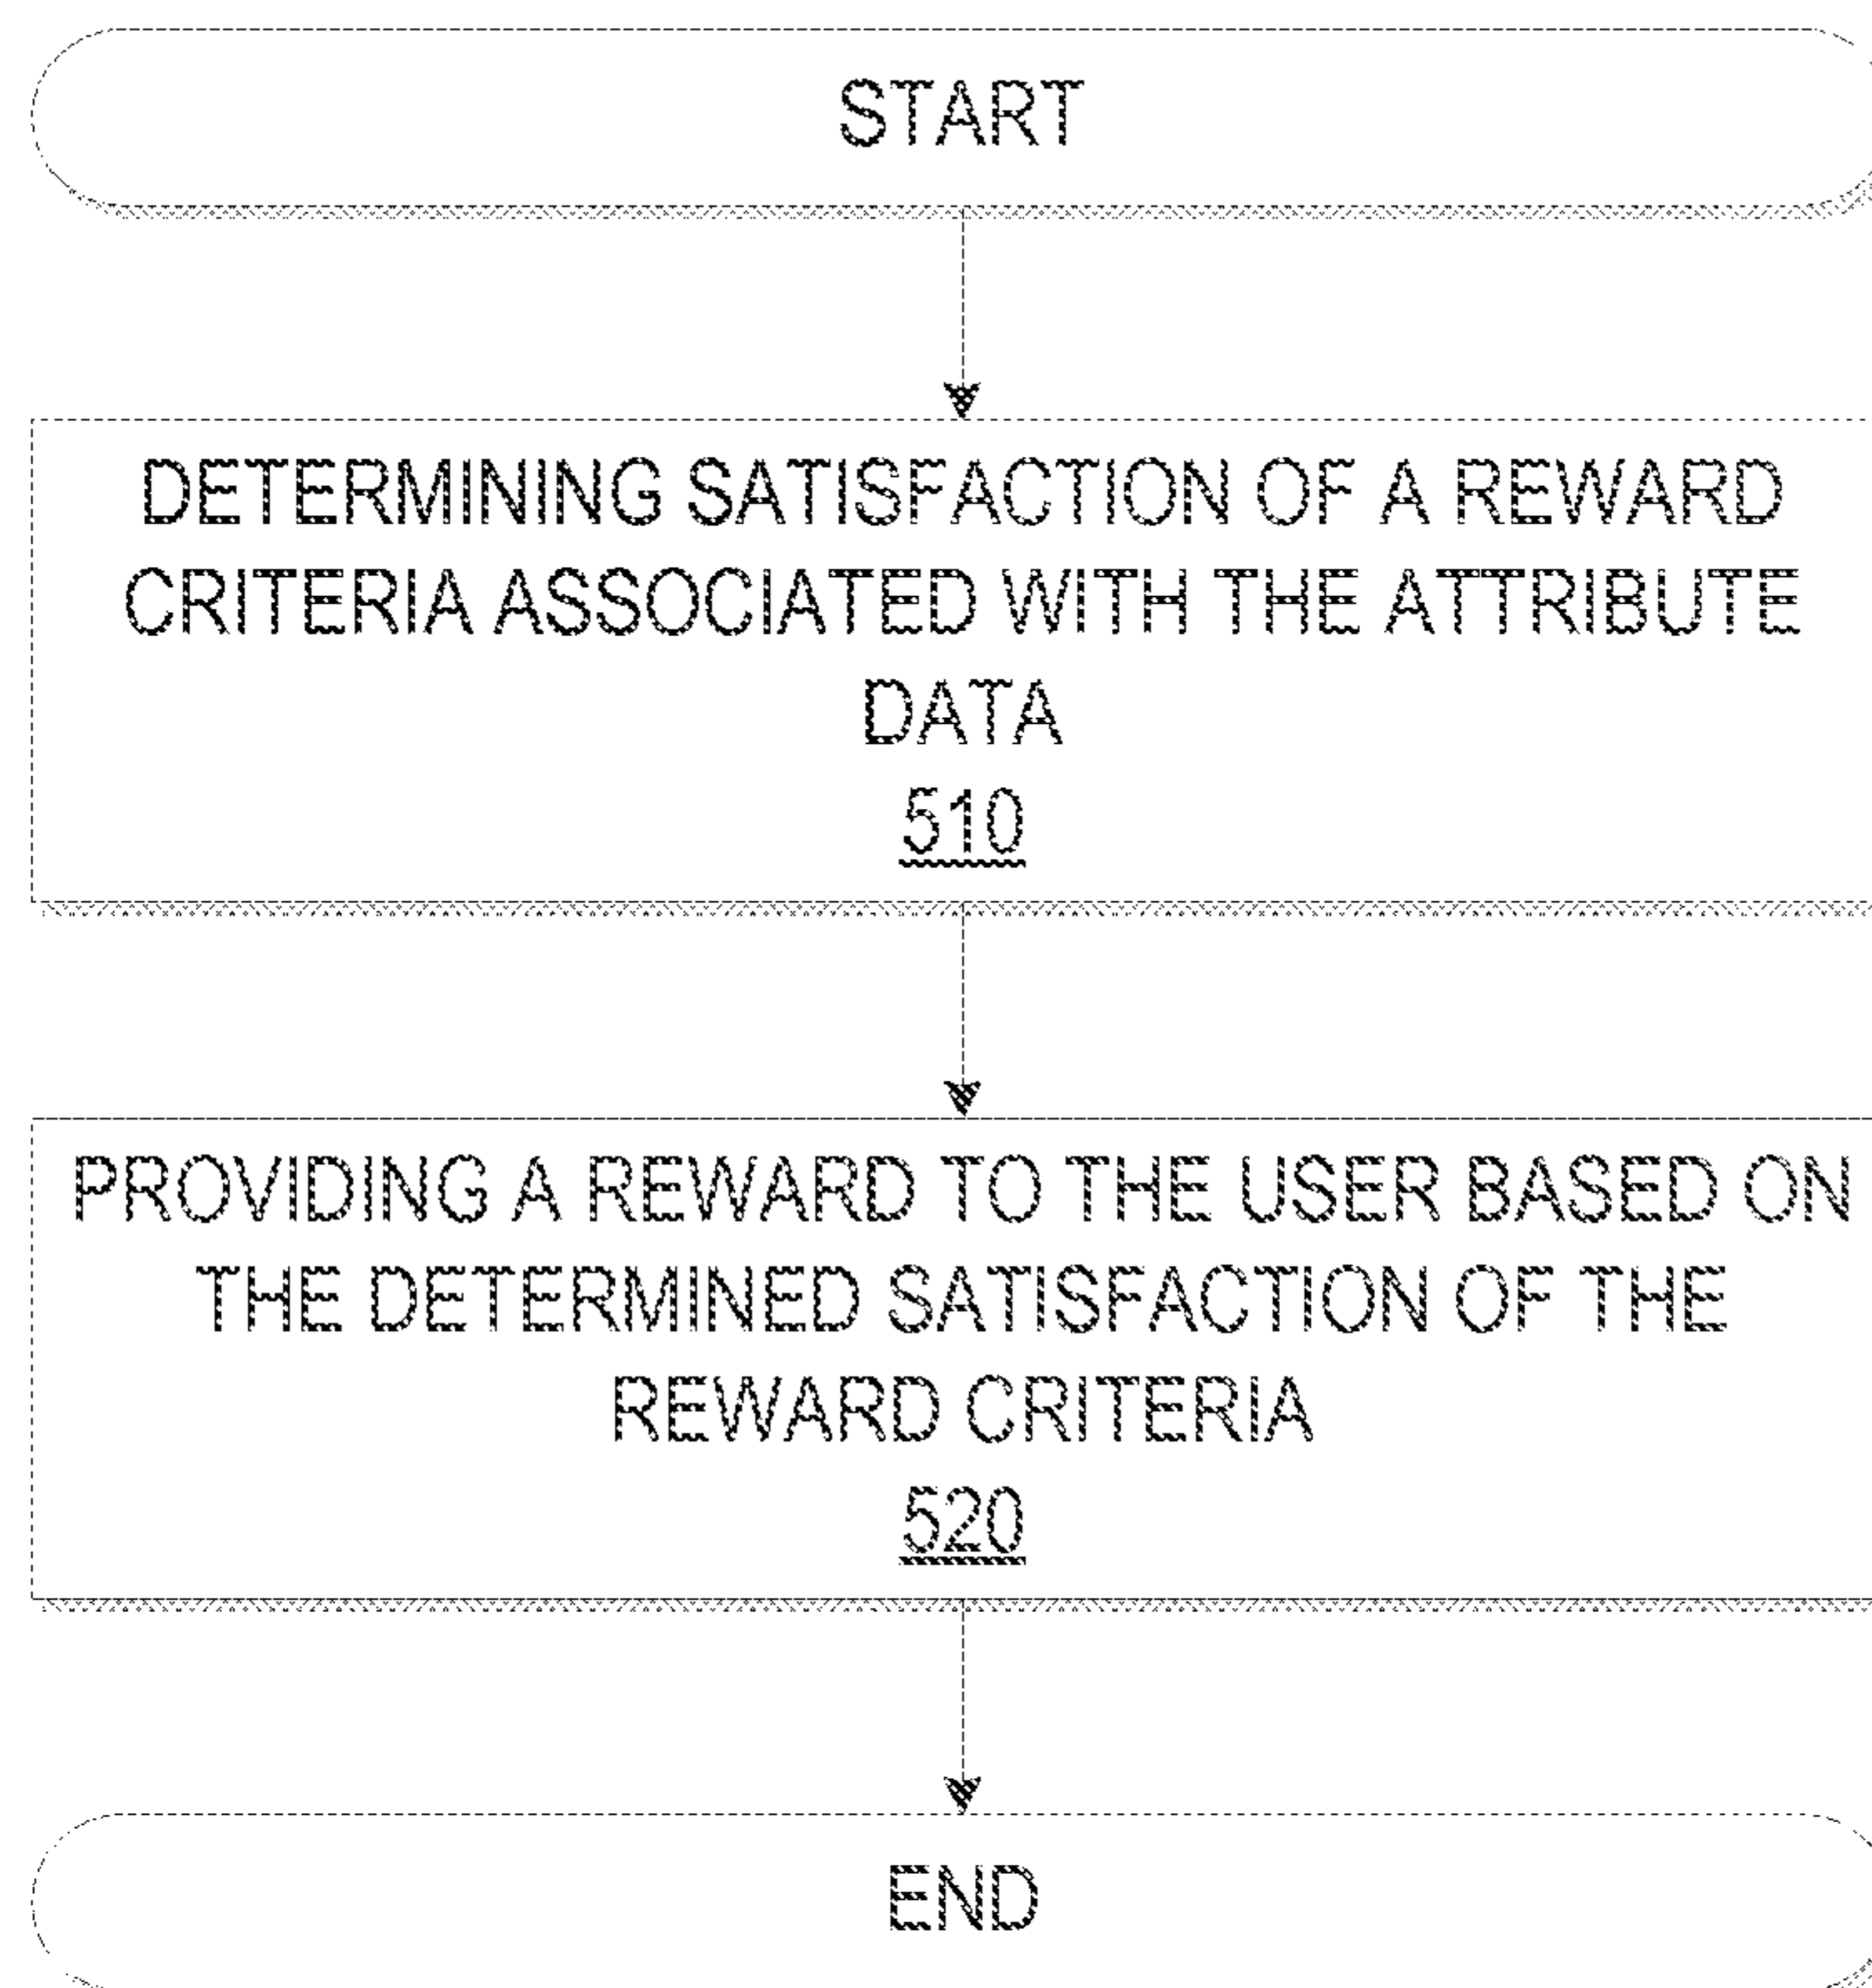 START
DETERMINING SATISFACTION OF A REWARD
CRITERIA ASSOCIATED WITH THE ATTRIBUTE
DATA
510
PROVIDING A REWARD TO THE USER BASED ON
THE DETERMINED SATISFACTION OF THE
REWARD CRITERIA
520
END